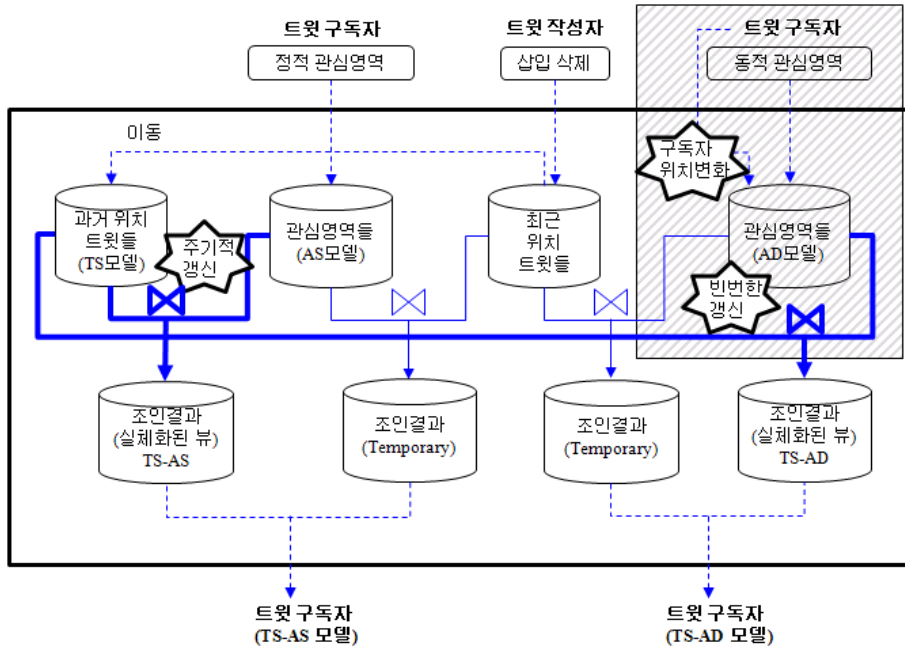 트윗 구독자
트윗 작성자
트윗 구독자
정적 관심영역
삽입 삭제
동적 관심영역
이동
구독자
위치변화
과거 위치
트윗들
(TS모델)
주기적
갱신
관심영역들
(AS모델)
최근
위치
트윗들
관심영역들
(AD모델)
빈번한
갱신
조인결과
(실체화된 뷰)
TS-AS
조인결과
(Temporary)
조인결과
(Temporary)
조인결과
(실체화된 뷰)
TS-AD
트윗 구독자
(TS-AS 모델)
트윗 구독자
(TS-AD 모델)